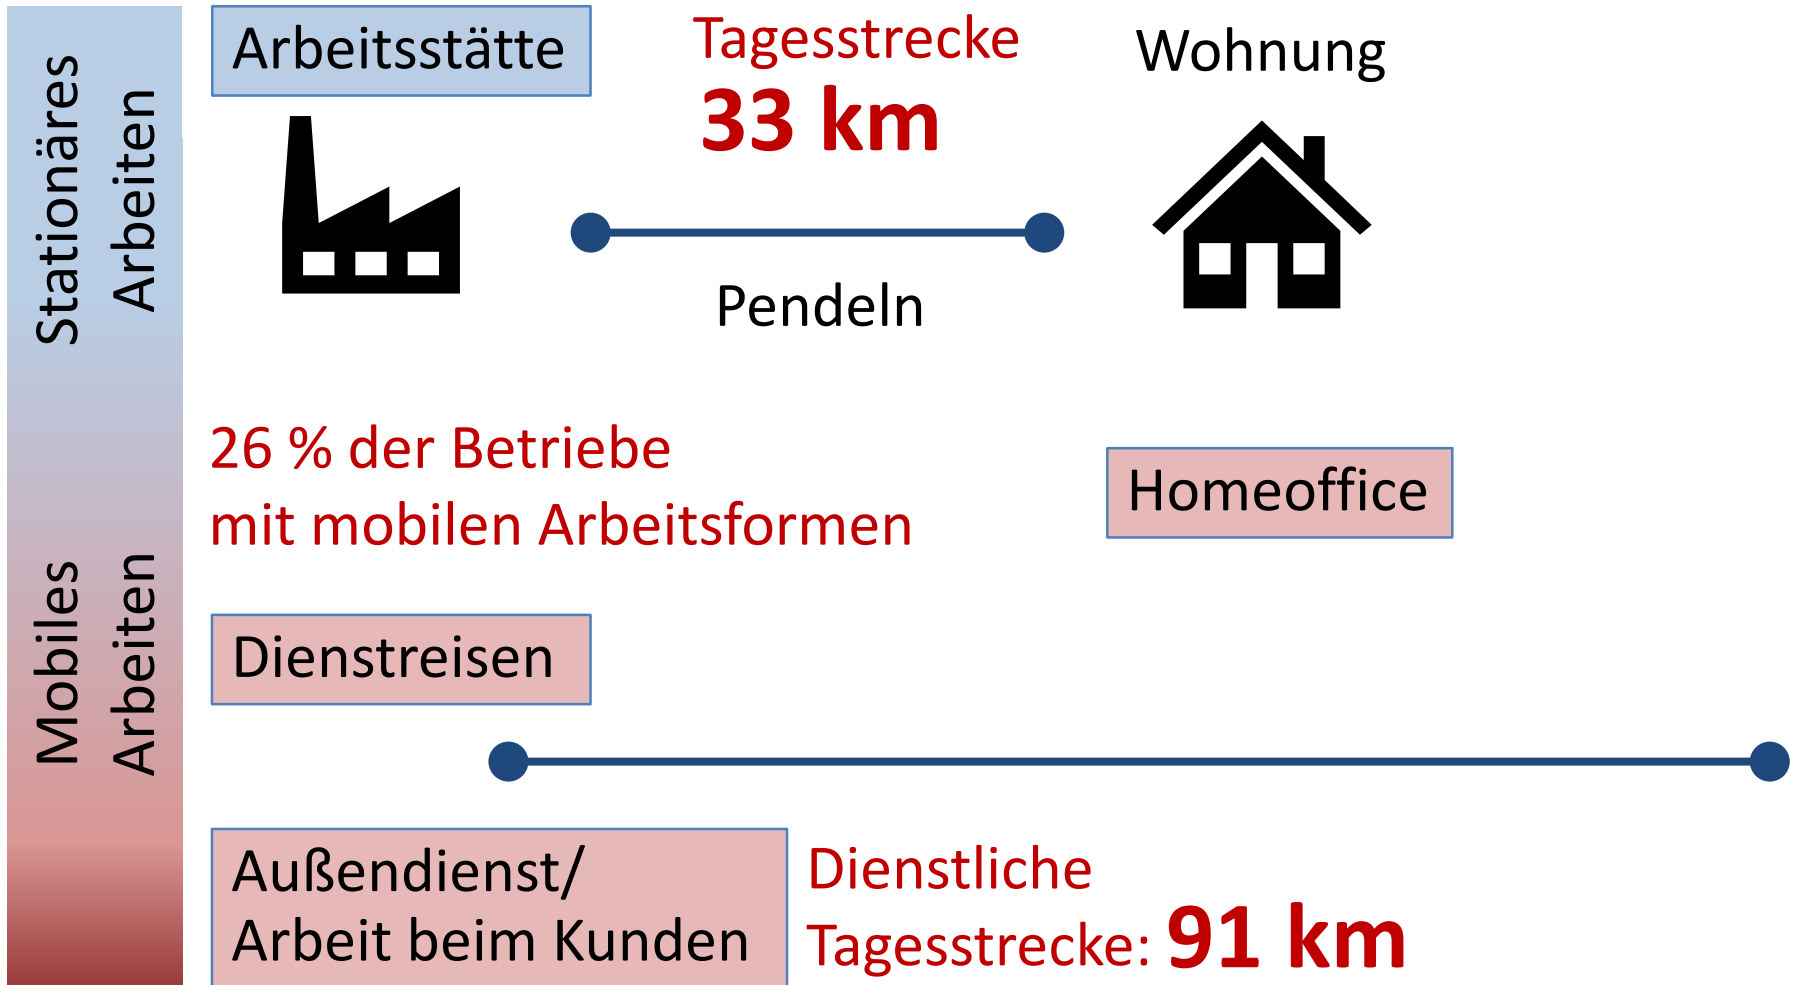 Stationäres
Arbeiten
Arbeitsstätte
Tagesstrecke
33 km
Wohnung
Pendeln
Mobiles
Arbeiten
26 % der Betriebe
mit mobilen Arbeitsformen
Homeoffice
Dienstreisen
Außendienst/
Arbeit beim Kunden
Dienstliche
Tagesstrecke: 91 km